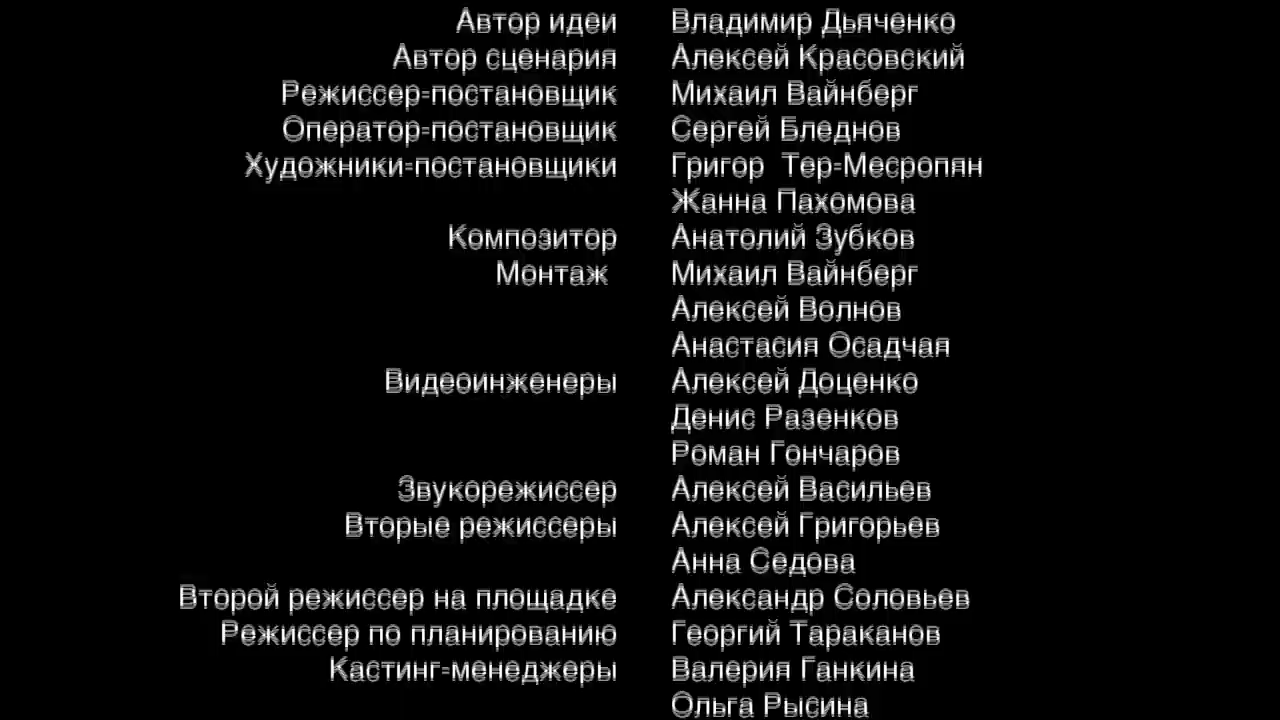 Автор идеи Владимир Дьяченко
Автор сценария Алексей Красовский
Режиссер-постановщик Михаил Вайнберг
Оператор-постановщик Сергей Бледнов
Художники-постановщики Григор Тер-Месропян
Жанна Пахомова
Композитор Анатолий Зубков
Монтаж Михаил Вайнберг
Алексей Волнов
Анастасия Осадчая
Видеоинженеры Алексей Доценко
Денис Разенков
Роман Гончаров
Звукорежиссер Алексей Васильев
Вторые режиссеры Алексей Григорьев
Анна Седова
Второй режиссер на площадке Александр Соловьев
Режиссер по планированию Георгий Тараканов
Кастинг-менеджеры Валерия Ганкина
Ольга Рысина